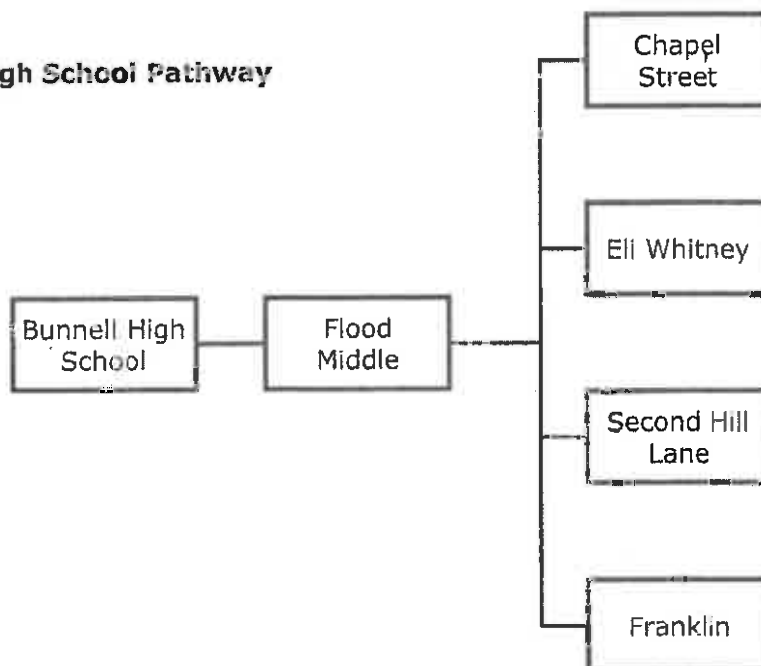 gh School Pathway
Chapel
Street
Eli Whitney
Bunnell High
School
Flood
Middle
Second Hill
Lane
Franklin